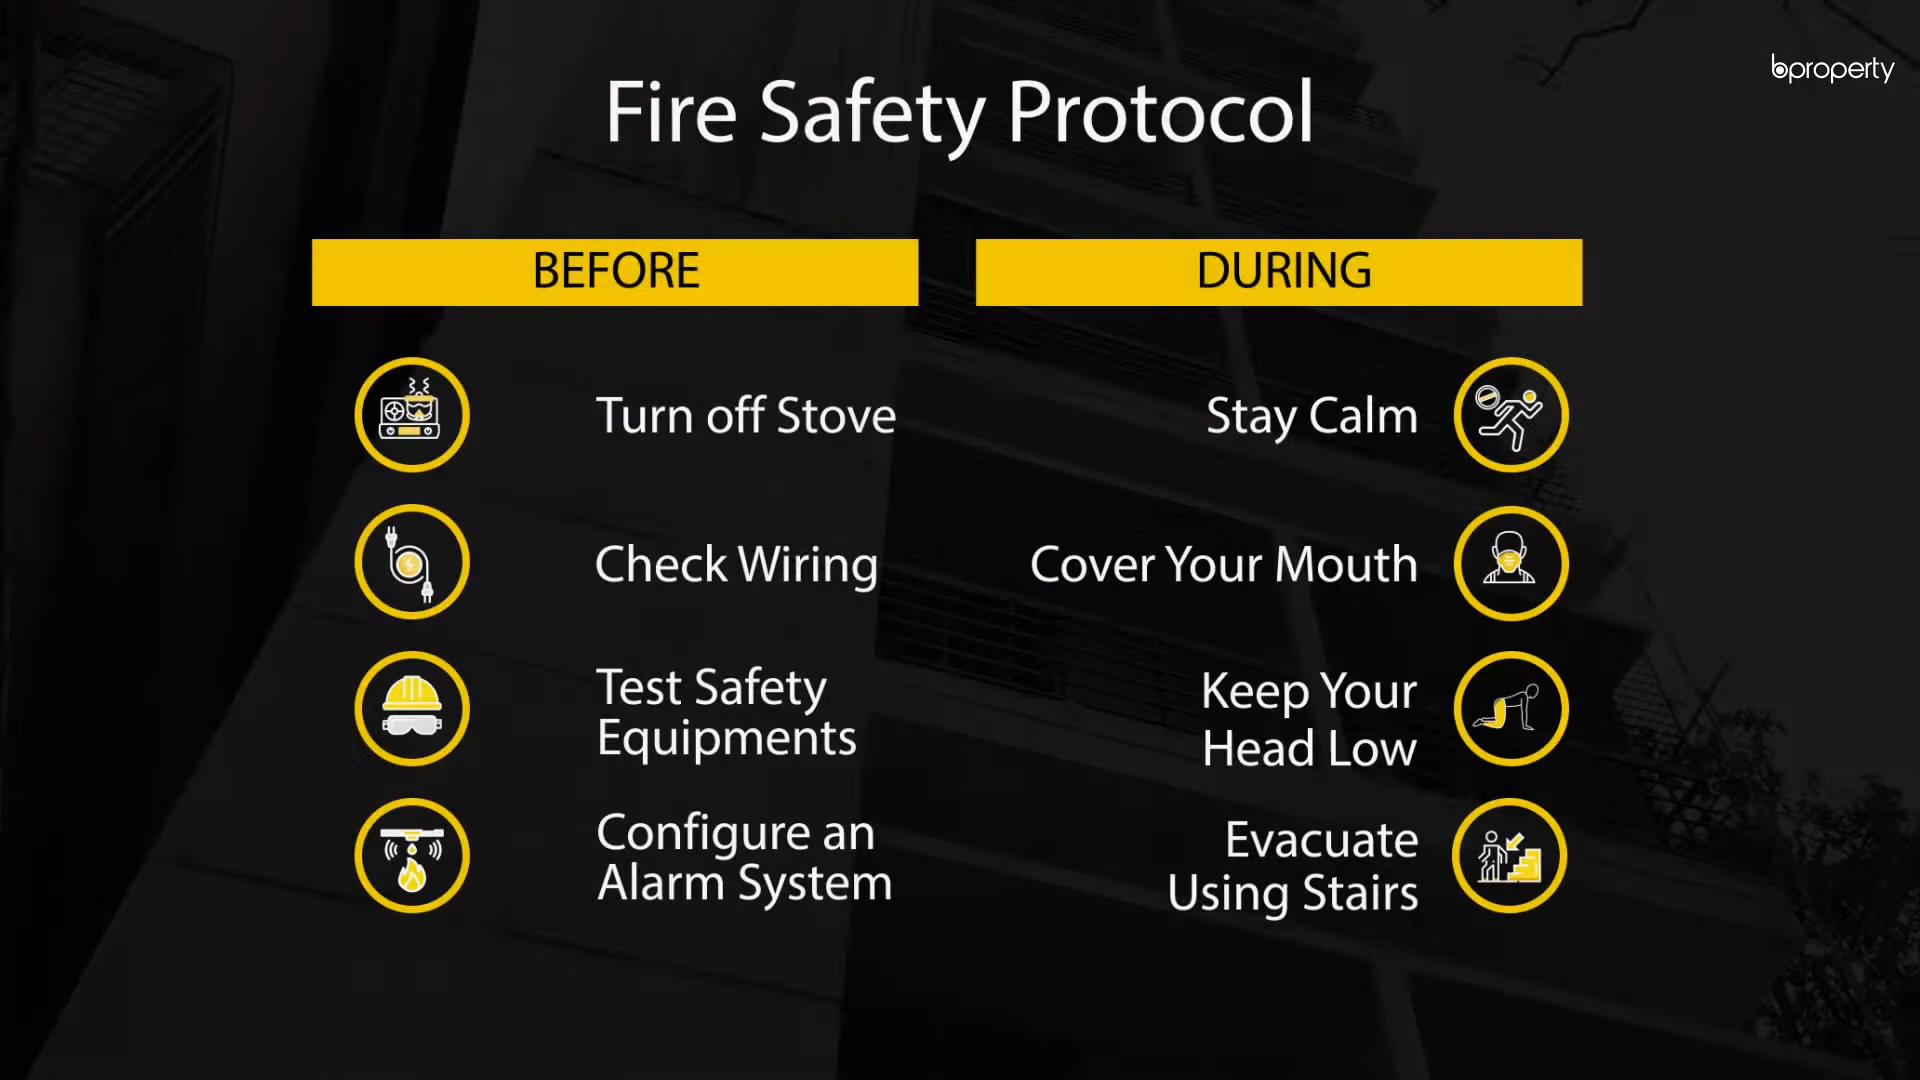 bproperty
Fire Safety Protocol
BEFORE
Turn off Stove
Check Wiring
Test Safety
Equipments
Configure an
Alarm System
DURING
Stay Calm
Cover Your Mouth
Keep Your
Head Low
Evacuate
Using Stairs